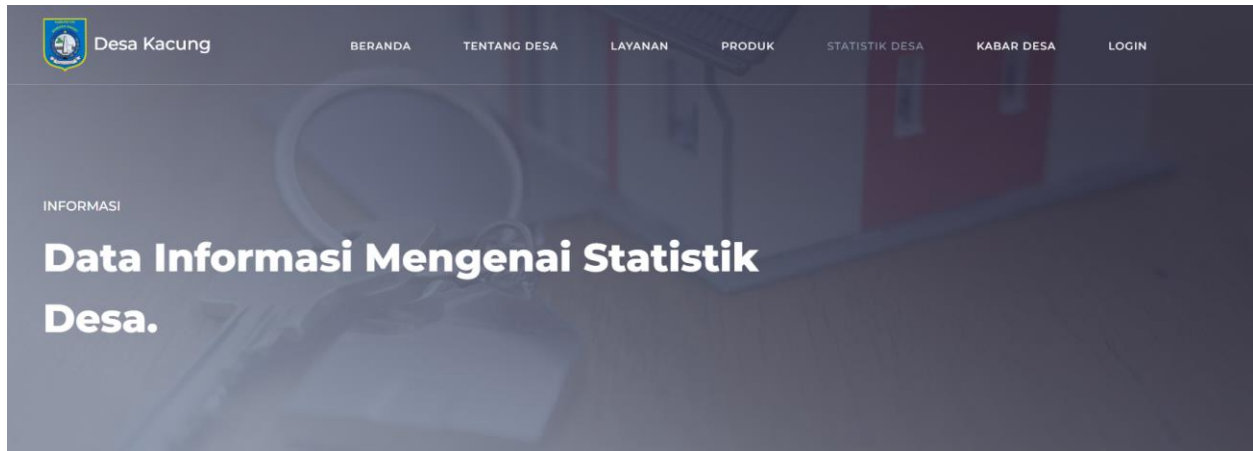 Desa Kacung
BERANDA TENTANG DESA LAYANAN PRODUK STATISTIK DESA KABAR DESA LOGIN
INFORMASI
Data Informasi Mengenai Statistik
Desa.